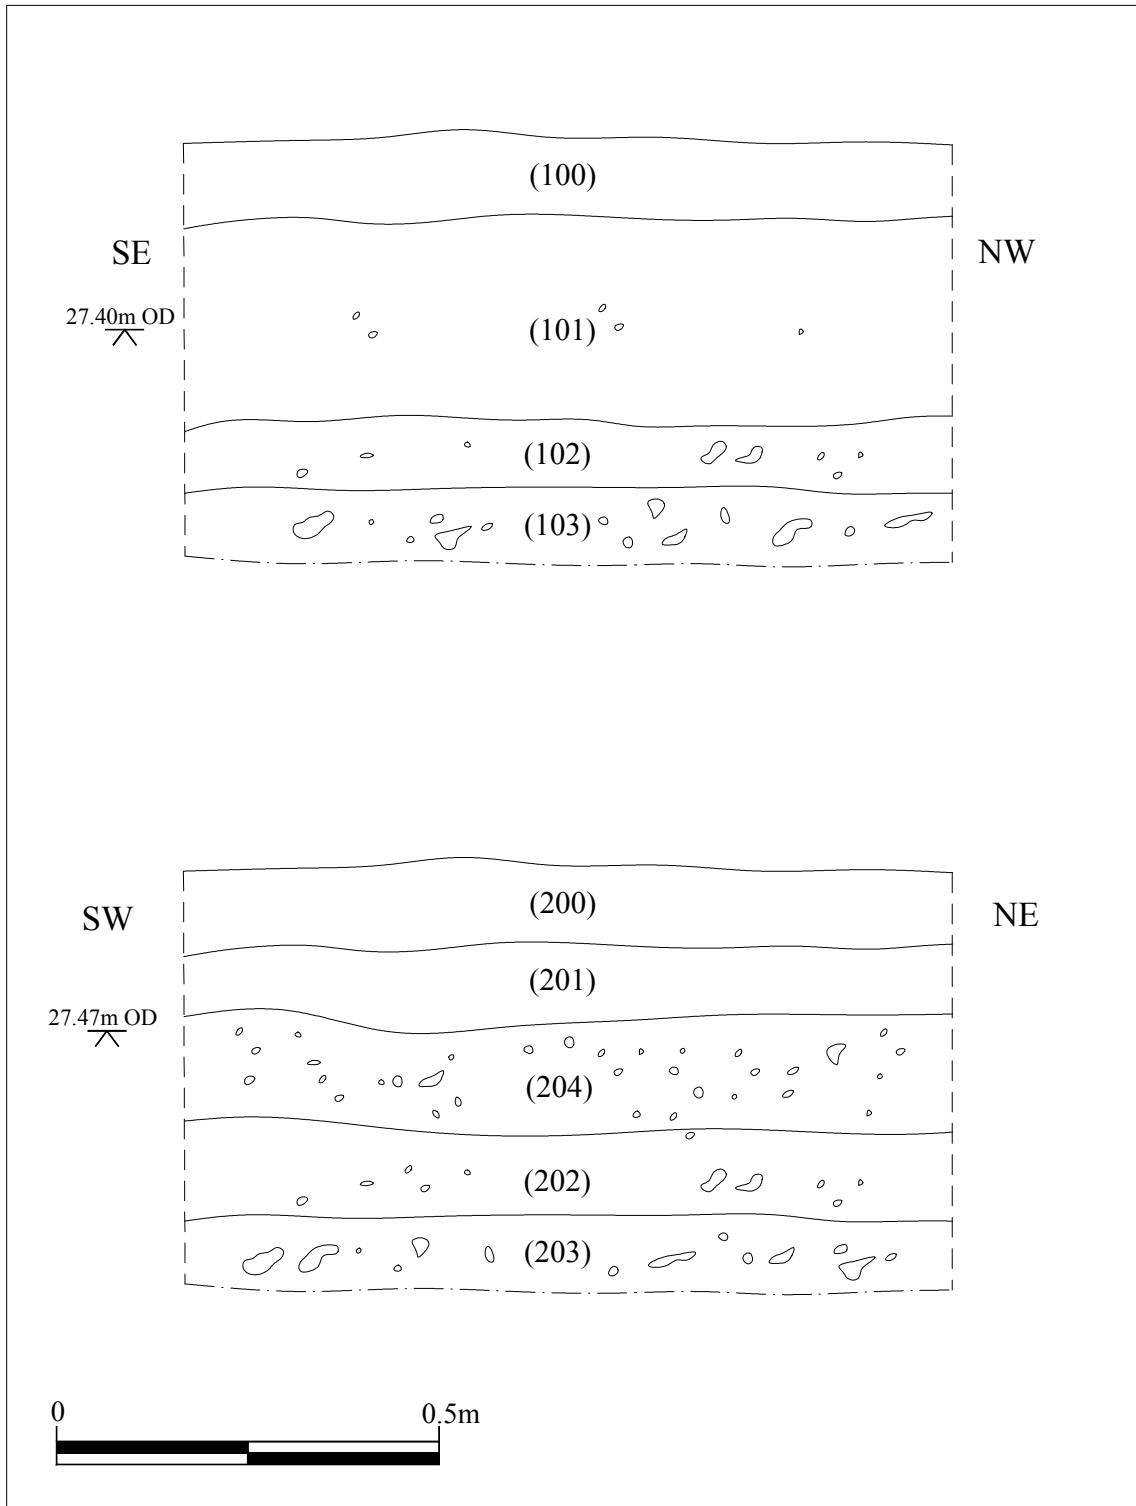 (100)
SE
NW
27.40m OD
(101)
(102)
(103)
(200)
SW
NE
(201)
27.47m OD
(204)
(202)
(203)
0
0.5m